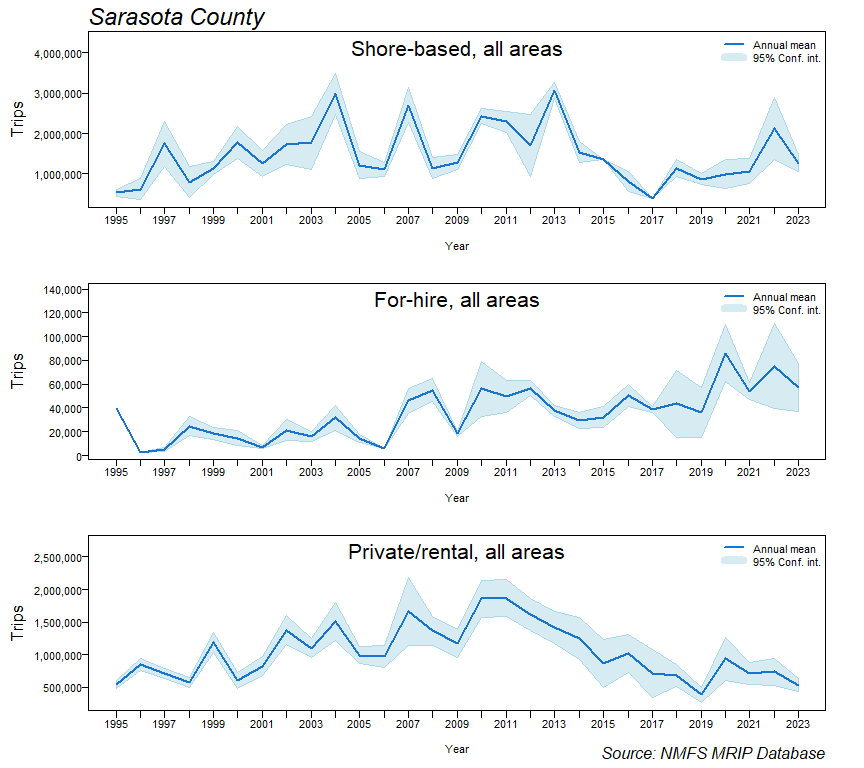 Sarasota County
Shore-based, all areas
Annual mean
95% Conf. int.
Trips
4,000,000
3,000,000
2,000,000
1,000,000
1995 1997 1999 2001 2003 2005 2007 2009 2011 2013 2015 2017 2019 2021 2023
Year
For-hire, all areas
Annual mean
95% Conf. int.
Trips
140,000
120,000
100,000
80,000
60,000
40,000
20,000
0
1995 1997 1999 2001 2003 2005 2007 2009 2011 2013 2015 2017 2019 2021 2023
Year
Private/rental, all areas
Annual mean
95% Conf. int.
Trips
2,500,000
2,000,000
1,500,000
1,000,000
500,000
1995 1997 1999 2001 2003 2005 2007 2009 2011 2013 2015 2017 2019 2021 2023
Year
Source: NMFS MRIP Database